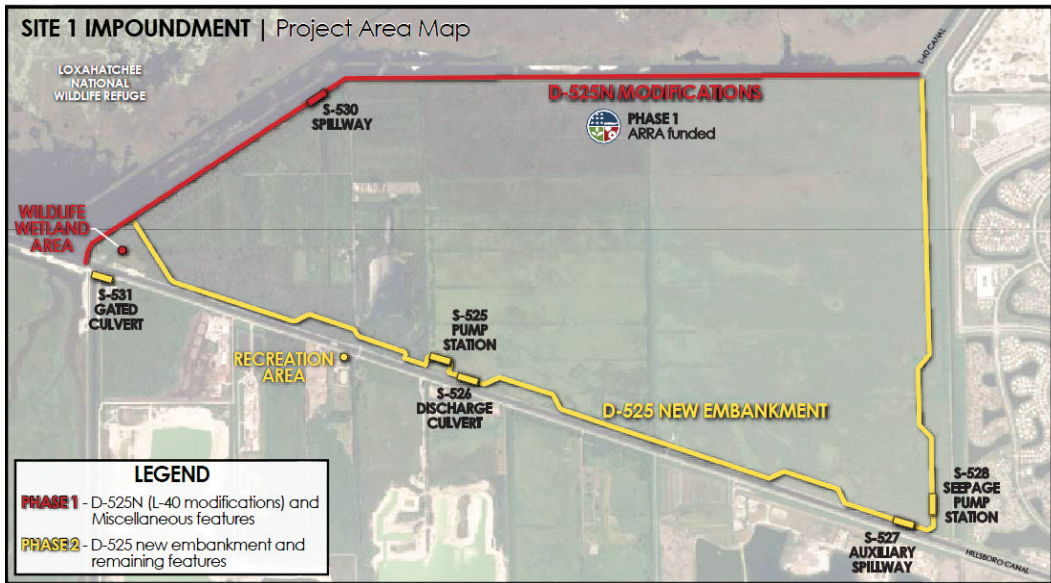 SITE 1 IMPOUNDMENT | Project Area Map
L-40 CANAL
LOXAHATCHEE
NATIONAL
WILDLIFE REFUGE
S-530
SPILLWAY
D-525N MODIFICATIONS
PHASE 1
ARRA funded
WILDLIFE
WETLAND
AREA
S-531
GATED
CULVERT
S-525
PUMP
STATION
RECREATION
AREA
S-526
DISCHARGE
CULVERT
D-525 NEW EMBANKMENT
S-528
SEEPAGE
PUMP
STATION
S-527
AUXILIARY
SPILLWAY
HILLSBORO CANAL
LEGEND
PHASE 1 - D-525N (L-40 modifications) and
Miscellaneous features
PHASE 2 - D-525 new embankment and
remaining features